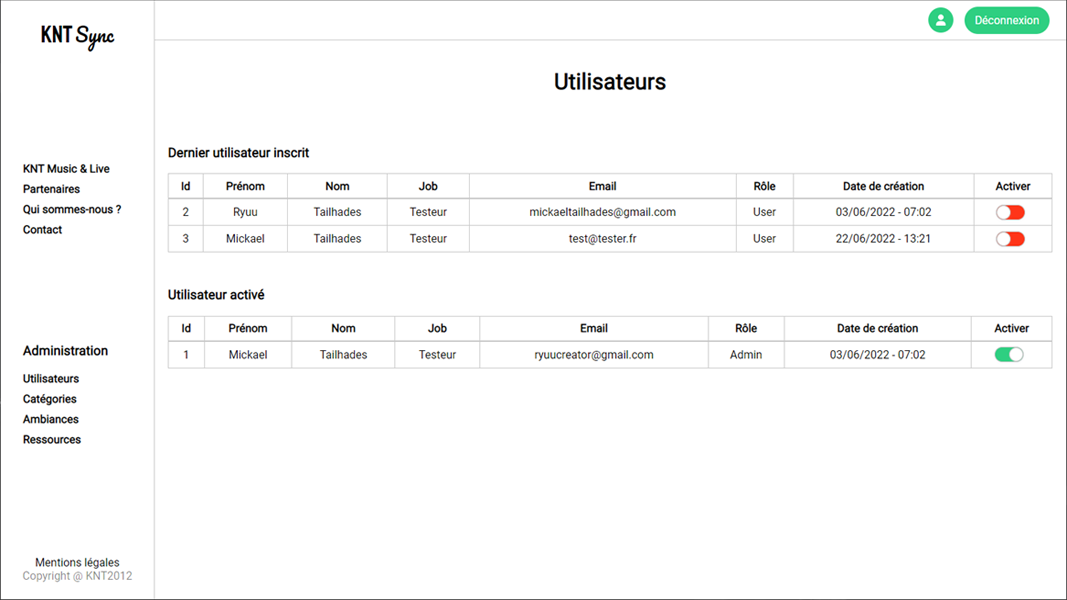 KNT Sync
Déconnexion
Utilisateurs
KNT Music & Live
Partenaires
Qui sommes-nous ?
Contact
Administration
Utilisateurs
Catégories
Ambiances
Ressources
Mentions légales
Copyright @ KNT2012
Dernier utilisateur inscrit
Id Prénom Nom Job Email Rôle Date de création Activer
2 Ryuu Tailhades Testeur mickaeltailhades@gmail.com User 03/06/2022 - 07:02
3 Mickael Tailhades Testeur test@tester.fr User 22/06/2022 - 13:21
Utilisateur activé
Id Prénom Nom Job Email Rôle Date de création Activer
1 Mickael Tailhades Testeur ryuucreator@gmail.com Admin 03/06/2022 - 07:02